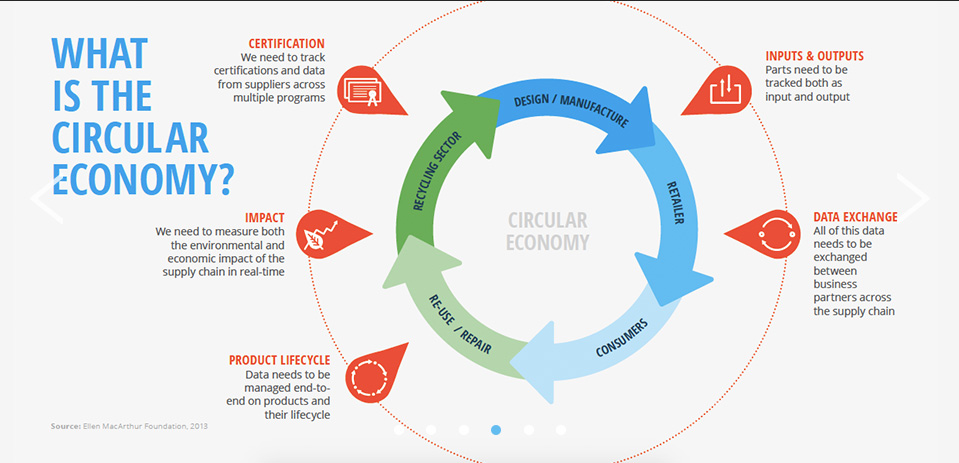 WHAT
IS THE
CIRCULAR
ECONOMY?
CERTIFICATION
We need to track
certifications and data
from suppliers across
multiple programs
INPUTS & OUTPUTS
Parts need to be
tracked both as
input and output
DESIGN / MANUFACTURE
RECYCLING SECTOR
RETAILER
CIRCULAR
ECONOMY
IMPACT
We need to measure both
the environmental and
economic impact of the
supply chain in real-time
DATA EXCHANGE
All of this data
needs to be
exchanged
between
business
partners across
the supply chain
RE-USE / REPAIR
CONSUMERS
PRODUCT LIFECYCLE
Data needs to be
managed end-to-
end on products and
their lifecycle
Source: Ellen MacArthur Foundation, 2013